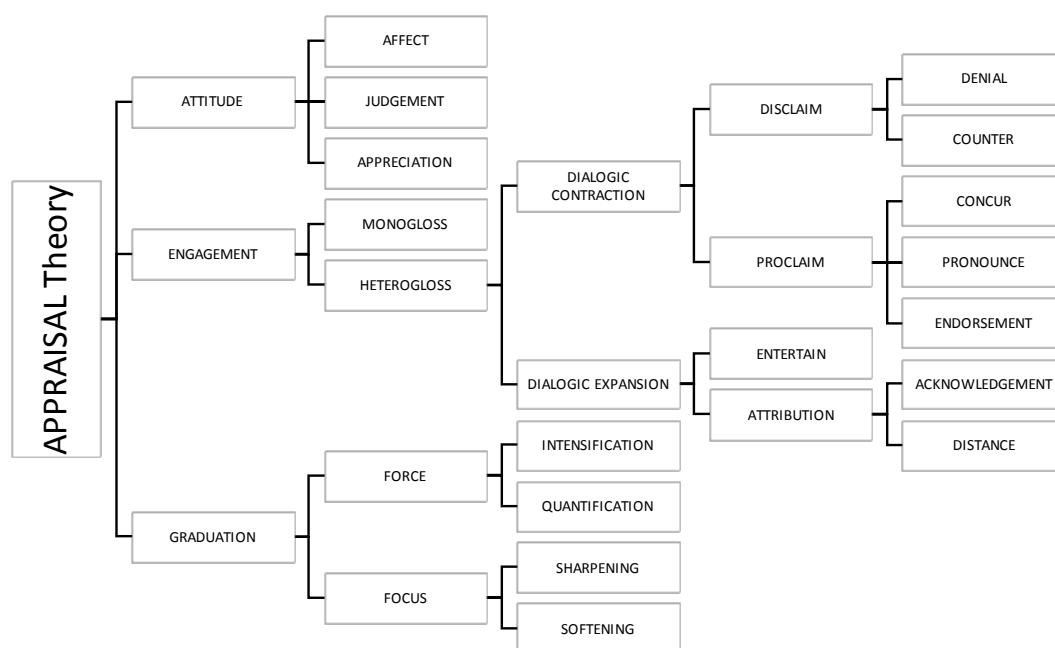 APPRAISAL Theory
ATTITUDE
AFFECT
JUDGEMENT
APPRECIATION
ENGAGEMENT
MONOGLOSS
HETEROGLOSS
DIALOGIC
CONTRACTION
DISCLAIM
DENIAL
COUNTER
PROCLAIM
CONCUR
PRONOUNCE
ENDORSEMENT
DIALOGIC EXPANSION
ENTERTAIN
ATTRIBUTION
ACKNOWLEDGEMENT
DISTANCE
GRADUATION
FORCE
INTENSIFICATION
QUANTIFICATION
FOCUS
SHARPENING
SOFTENING